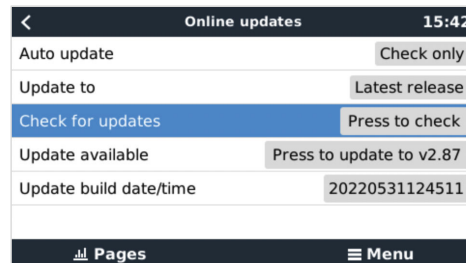 Online updates 15:42
Auto update Check only
Update to Latest release
Check for updates Press to check
Update available Press to update to v2.87
Update build date/time 20220531124511
Pages Menu